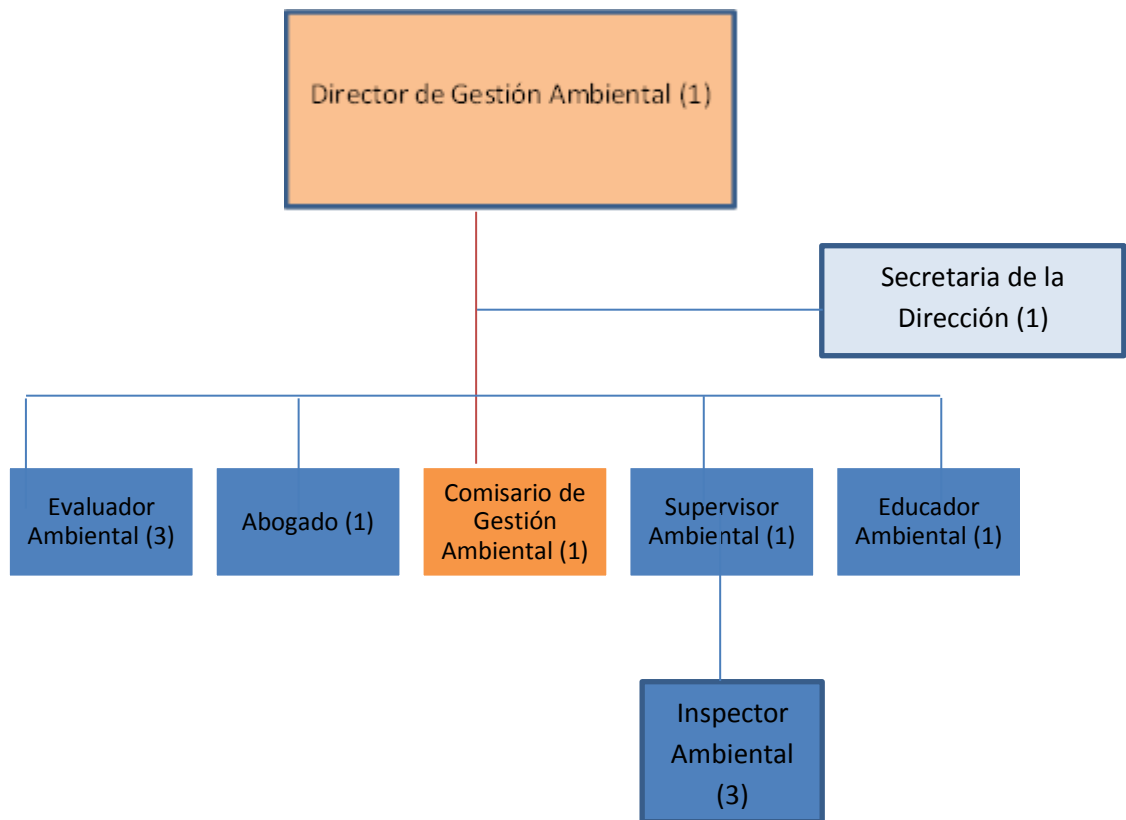 Director de Gestión Ambiental (1)
Secretaria de la
Dirección (1)
Evaluador
Ambiental (3)
Abogado (1)
Comisario de
Gestión
Ambiental (1)
Supervisor
Ambiental (1)
Educador
Ambiental (1)
Inspector
Ambiental
(3)